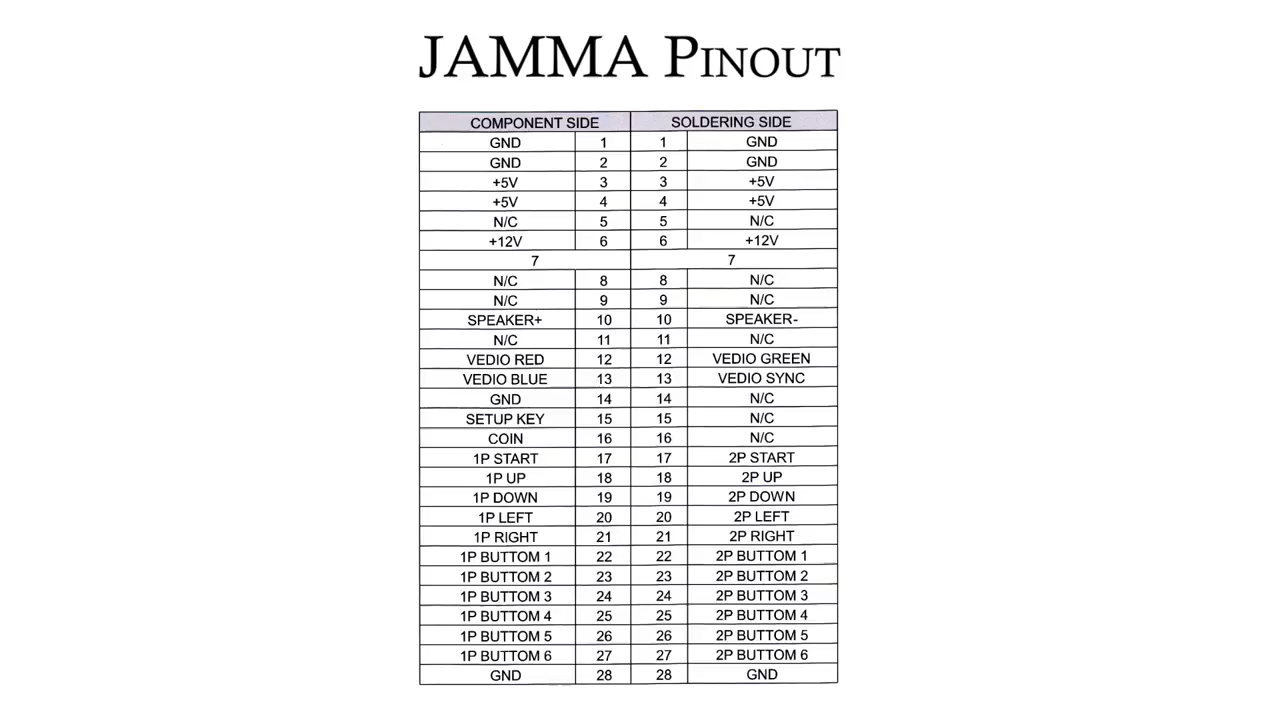 JAMMA PINOUT
COMPONENT SIDE SOLDERING SIDE
GND 1 1 GND
GND 2 2 GND
+5V 3 3 +5V
+5V 4 4 +5V
N/C 5 5 N/C
+12V 6 6 +12V
7 7
N/C 8 8 N/C
N/C 9 9 N/C
SPEAKER+ 10 10 SPEAKER-
N/C 11 11 N/C
VEDIO RED 12 12 VEDIO GREEN
VEDIO BLUE 13 13 VEDIO SYNC
GND 14 14 N/C
SETUP KEY 15 15 N/C
COIN 16 16 N/C
1P START 17 17 2P START
1P UP 18 18 2P UP
1P DOWN 19 19 2P DOWN
1P LEFT 20 20 2P LEFT
1P RIGHT 21 21 2P RIGHT
1P BUTTOM 1 22 22 2P BUTTOM 1
1P BUTTOM 2 23 23 2P BUTTOM 2
1P BUTTOM 3 24 24 2P BUTTOM 3
1P BUTTOM 4 25 25 2P BUTTOM 4
1P BUTTOM 5 26 26 2P BUTTOM 5
1P BUTTOM 6 27 27 2P BUTTOM 6
GND 28 28 GND